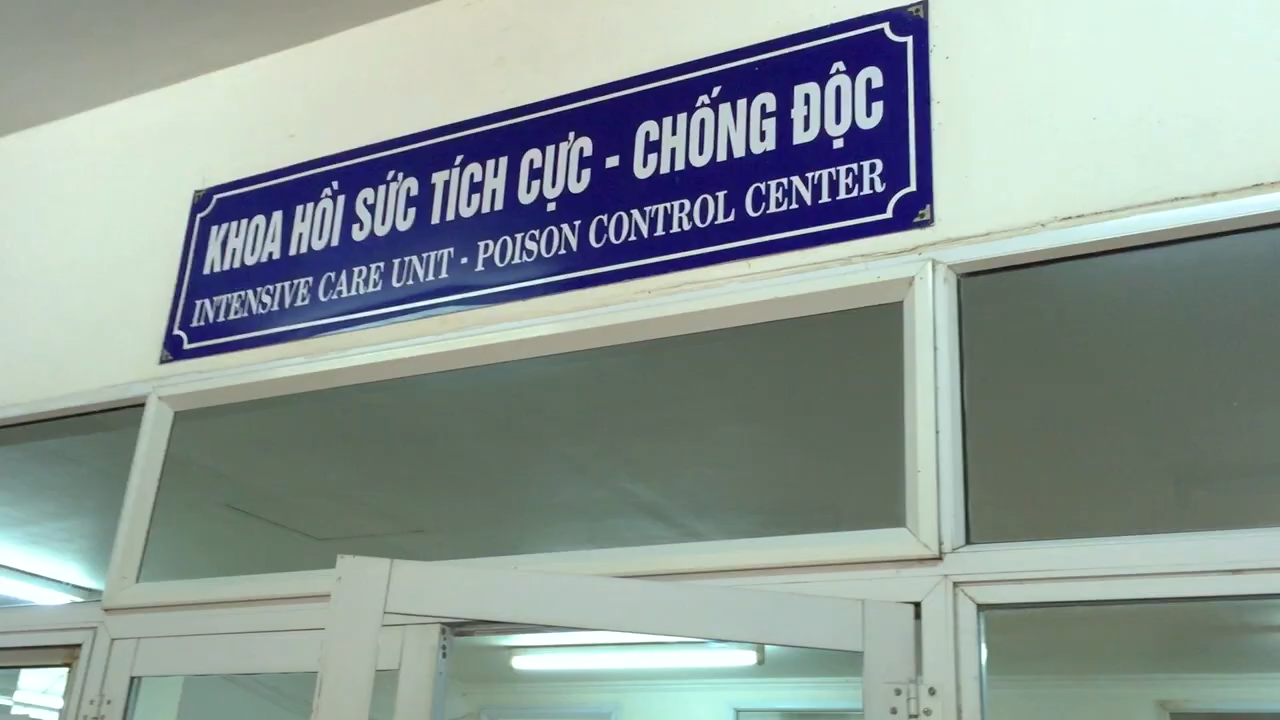 KHOA HỒI SỨC TÍCH CỰC - CHỐNG ĐỘC
INTENSIVE CARE UNIT - POISON CONTROL CENTER